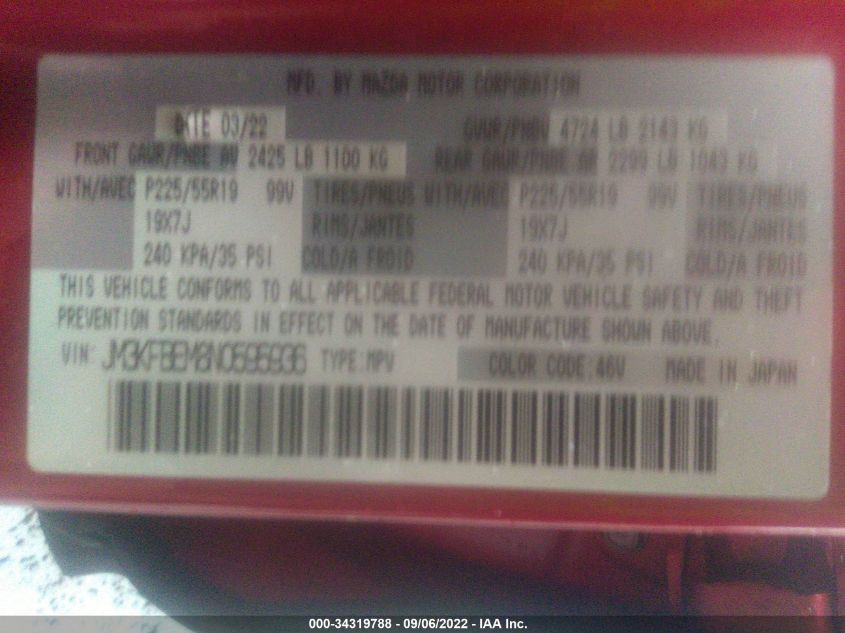 MFD. BY MAZDA MOTOR CORPORATION
DATE 03/22 GVWR/PNBV 4724 LB 2143 KG
FRONT GAWR/PNBE AV 2425 LB 1100 KG REAR GAWR/PNBE AR 2299 LB 1043 KG
WITH/AVEC P225/55R19 99V TIRES/PNEUS WITH/AVEC P225/55R19 99V TIRES/PNEUS
19X7J RIMS/JANTES 19X7J RIMS/JANTES
240 KPA/35 PSI COLD/A FROID 240 KPA/35 PSI COLD/A FROID
THIS VEHICLE CONFORMS TO ALL APPLICABLE FEDERAL MOTOR VEHICLE SAFETY AND THEFT
PREVENTION STANDARDS IN EFFECT ON THE DATE OF MANUFACTURE SHOWN ABOVE.
VIN: JM3KFBEM8N0595936 TYPE:MPV COLOR CODE:46V MADE IN JAPAN
000-34319788 - 09/06/2022 - IAA Inc.